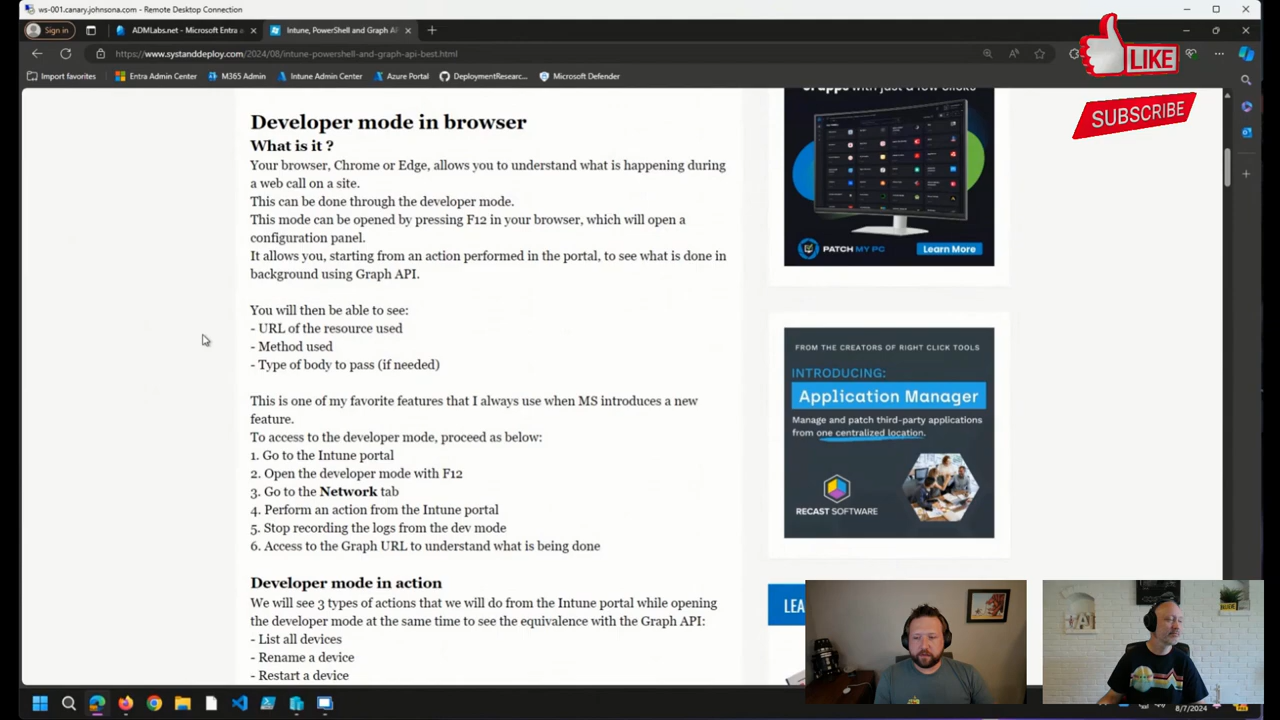 ws-001.canary.johnsona.com - Remote Desktop Connection
Sign in
ADMLabs.net - Microsoft Entra
Intune, PowerShell and Graph AP
https://www.systanddeploy.com/2024/08/intune-powershell-and-graph-api-best.html
Import favorites
Entra Admin Center
M365 Admin
Intune Admin Center
Azure Portal
DeploymentResearc...
Microsoft Defender
LIKE
SUBSCRIBE
Developer mode in browser
What is it ?
Your browser, Chrome or Edge, allows you to understand what is happening during
a web call on a site.
This can be done through the developer mode.
This mode can be opened by pressing F12 in your browser, which will open a
configuration panel.
It allows you, starting from an action performed in the portal, to see what is done in
background using Graph API.
You will then be able to see:
- URL of the resource used
- Method used
- Type of body to pass (if needed)
This is one of my favorite features that I always use when MS introduces a new
feature.
To access to the developer mode, proceed as below:
1. Go to the Intune portal
2. Open the developer mode with F12
3. Go to the Network tab
4. Perform an action from the Intune portal
5. Stop recording the logs from the dev mode
6. Access to the Graph URL to understand what is being done
Developer mode in action
We will see 3 types of actions that we will do from the Intune portal while opening
the developer mode at the same time to see the equivalence with the Graph API:
- List all devices
- Rename a device
- Restart a device
of apps with just a few clicks
PATCH MY PC
Learn More
FROM THE CREATORS OF RIGHT CLICK TOOLS
INTRODUCING:
Application Manager
Manage and patch third-party applications
from one centralized location.
RECAST SOFTWARE
LEA
8/7/2024